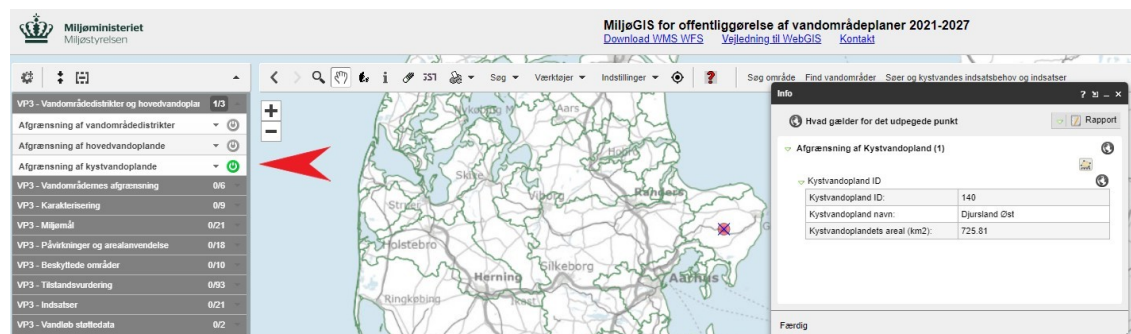 Miljøministeriet
Miljøstyrelsen
MiljøGIS for offentliggørelse af vandområdeplaner 2021-2027
Download WMS WFS Vejledning til WebGIS Kontakt
Søg Værktøjer Indstillinger ? Søg område Find vandområder Søer og kystvandes indsatsbehov og indsatser
VP3 - Vandområdedistrikter og hovedvandoplar 1/3
Afgrænsning af vandområdedistrikter
Afgrænsning af hovedvandoplande
Afgrænsning af kystvandoplande
VP3 - Vandområdernes afgrænsning 0/6
VP3 - Karakterisering 0/9
VP3 - Miljømål 0/21
VP3 - Påvirkninger og arealanvendelse 0/18
VP3 - Beskyttede områder 0/10
VP3 - Tilstandsvurdering 0/93
VP3 - Indsatser 0/21
VP3 - Vandløb støttedata 0/2
+
−
Nykøbing M
Aars
Hobro
Skive
Viborg
Randers
Struer
Holstebro
Silkeborg
Herning
Aarhus
Ringkøbing
Ikast
Info
Hvad gælder for det udpegede punkt Rapport
Afgrænsning af Kystvandopland (1)
Kystvandopland ID
Kystvandopland ID: 140
Kystvandopland navn: Djursland Øst
Kystvandoplandets areal (km2): 725.81
Færdig